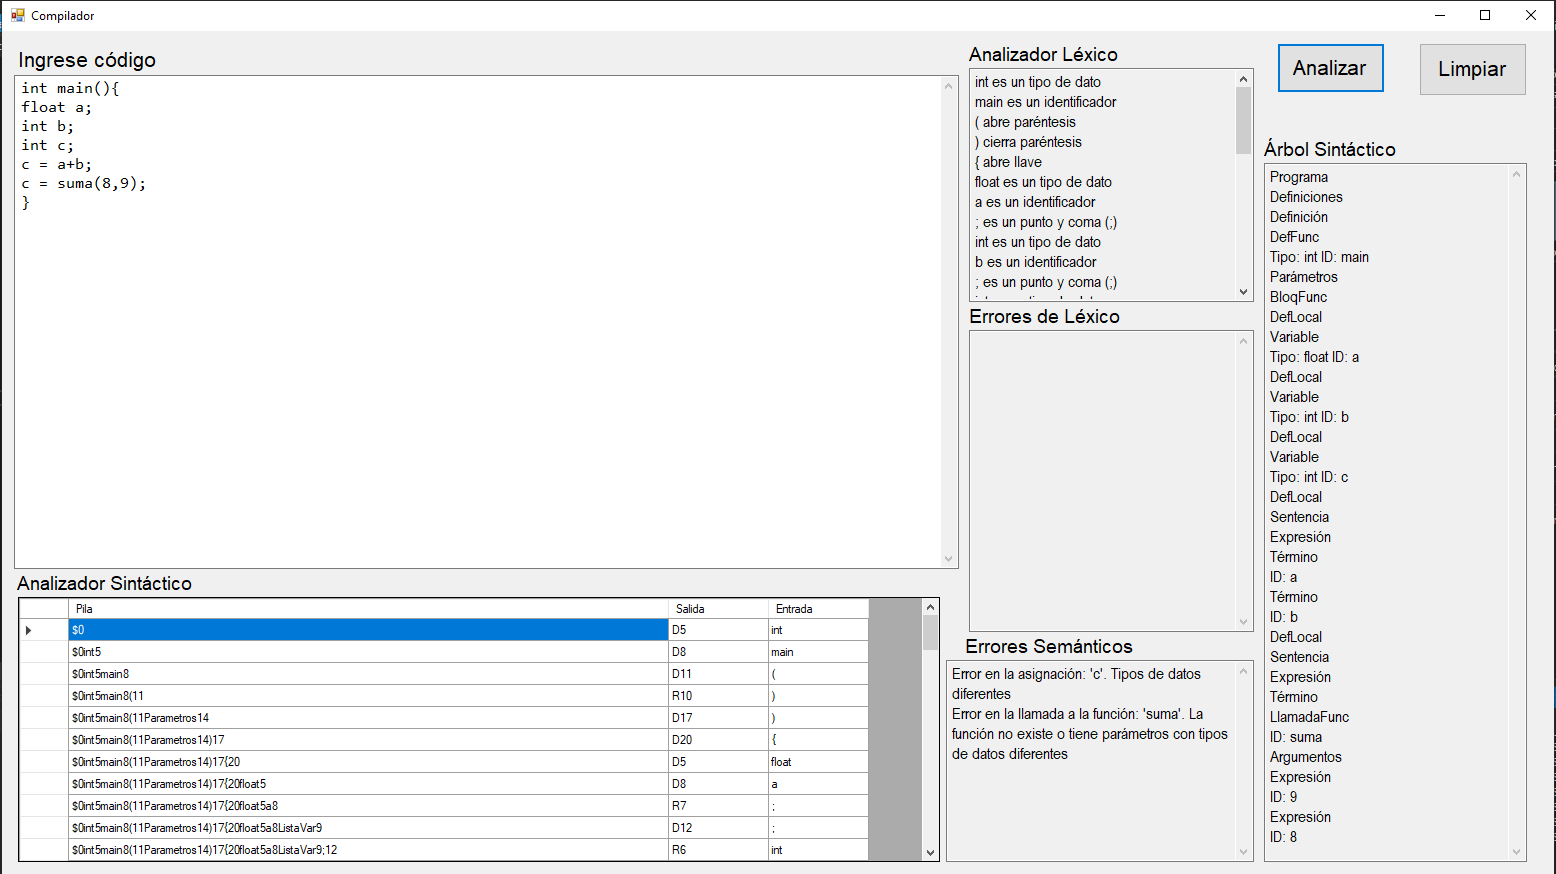 Compilador
Ingrese código
int main(){
float a;
int b;
int c;
c = a+b;
c = suma(8,9);
}
Analizador Sintáctico
Pila Salida Entrada
$0 D5 int
$0int5 D8 main
$0int5main8 D11 (
$0int5main8(11 R10 )
$0int5main8(11Parametros14 D17 )
$0int5main8(11Parametros14)17 D20 {
$0int5main8(11Parametros14)17{20 D5 float
$0int5main8(11Parametros14)17{20float5 D8 a
$0int5main8(11Parametros14)17{20float5a8 R7 ;
$0int5main8(11Parametros14)17{20float5a8ListaVar9 D12 ;
$0int5main8(11Parametros14)17{20float5a8ListaVar9;12 R6 int
Analizador Léxico
int es un tipo de dato
main es un identificador
( abre paréntesis
) cierra paréntesis
{ abre llave
float es un tipo de dato
a es un identificador
; es un punto y coma (;)
int es un tipo de dato
b es un identificador
; es un punto y coma (;)
Errores de Léxico
Errores Semánticos
Error en la asignación: 'c'. Tipos de datos
diferentes
Error en la llamada a la función: 'suma'. La
función no existe o tiene parámetros con tipos
de datos diferentes
Analizar
Limpiar
Árbol Sintáctico
Programa
Definiciones
Definición
DefFunc
Tipo: int ID: main
Parámetros
BloqFunc
DefLocal
Variable
Tipo: float ID: a
DefLocal
Variable
Tipo: int ID: b
DefLocal
Variable
Tipo: int ID: c
DefLocal
Sentencia
Expresión
Término
ID: a
Término
ID: b
DefLocal
Sentencia
Expresión
Término
LlamadaFunc
ID: suma
Argumentos
Expresión
ID: 9
Expresión
ID: 8